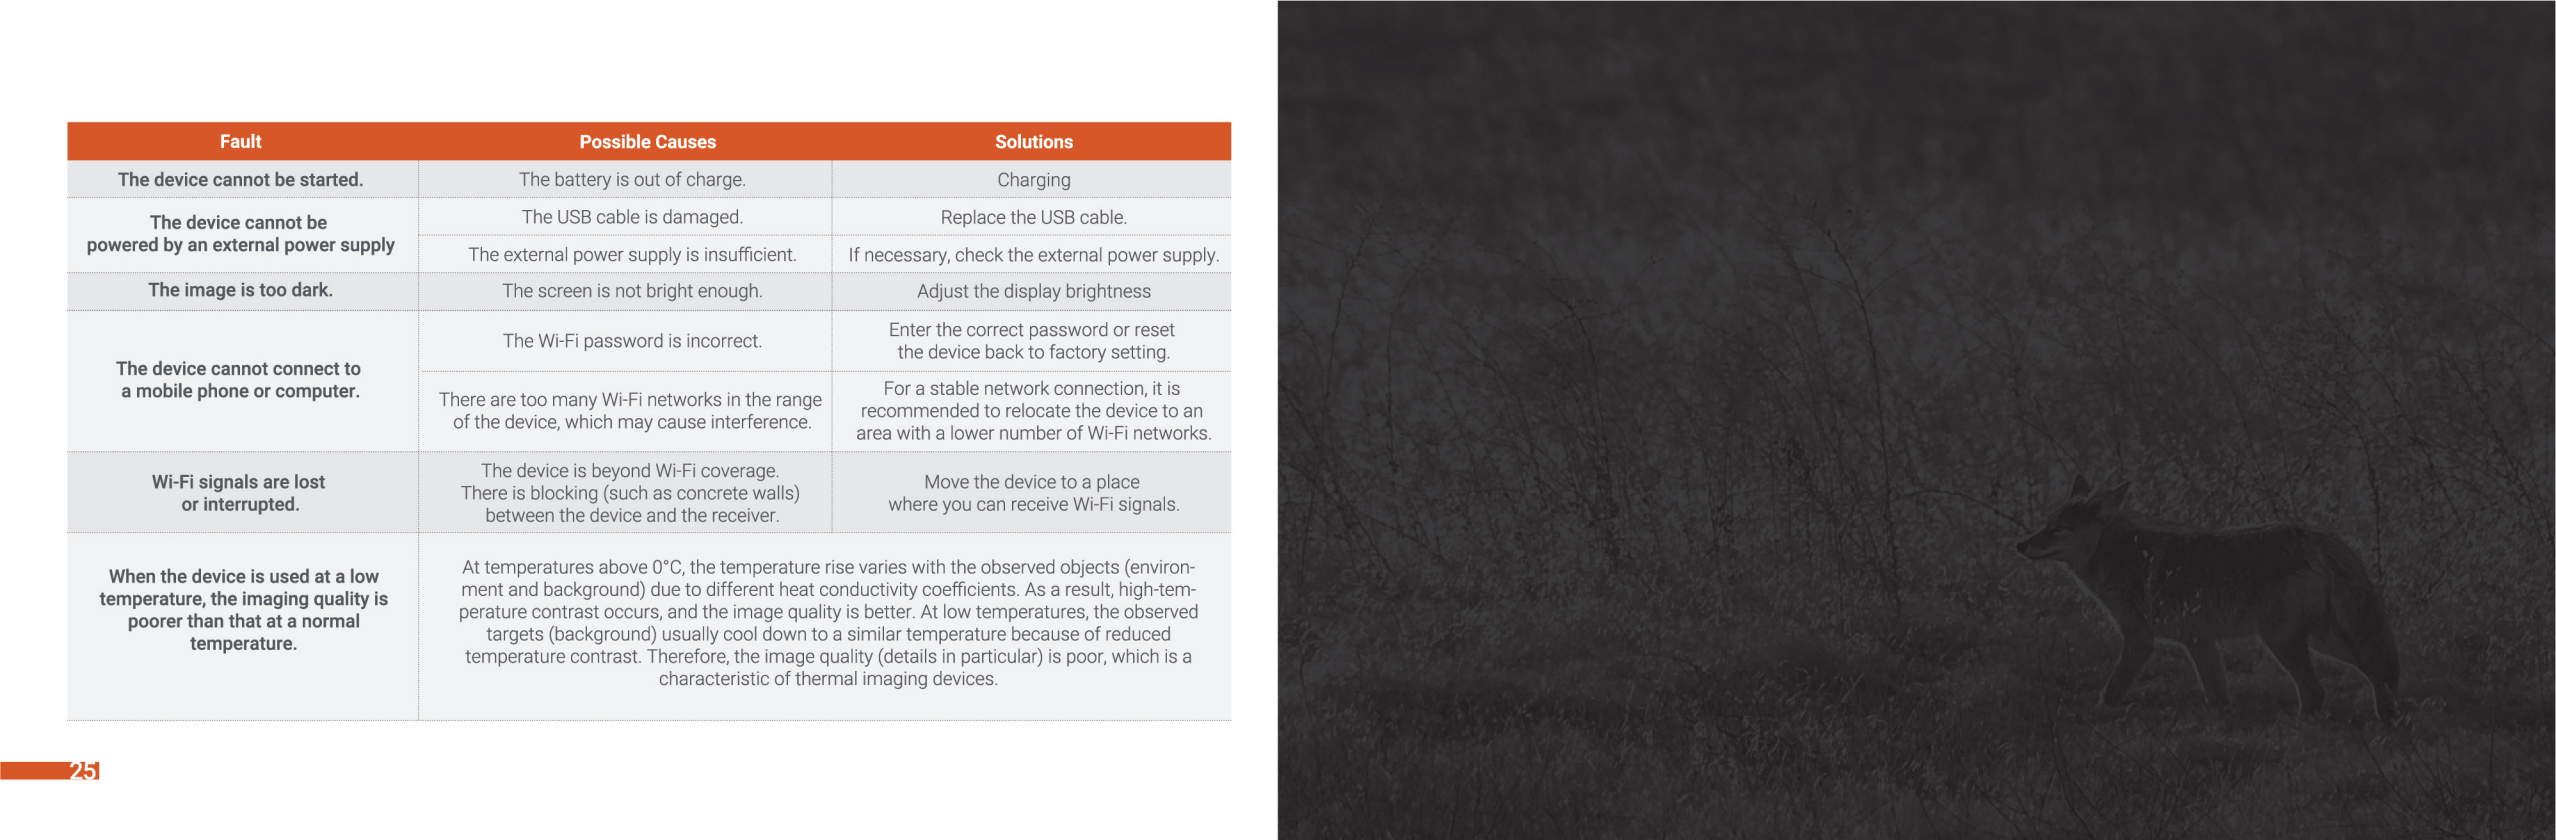 Fault
Possible Causes
Solutions
The device cannot be started.
The battery is out of charge.
Charging
The device cannot be
powered by an external power supply
The USB cable is damaged.
Replace the USB cable.
The external power supply is insufficient.
If necessary, check the external power supply.
The image is too dark.
The screen is not bright enough.
Adjust the display brightness
The device cannot connect to
a mobile phone or computer.
The Wi-Fi password is incorrect.
Enter the correct password or reset
the device back to factory setting.
There are too many Wi-Fi networks in the range
of the device, which may cause interference.
For a stable network connection, it is
recommended to relocate the device to an
area with a lower number of Wi-Fi networks.
Wi-Fi signals are lost
or interrupted.
The device is beyond Wi-Fi coverage.
There is blocking (such as concrete walls)
between the device and the receiver.
Move the device to a place
where you can receive Wi-Fi signals.
When the device is used at a low
temperature, the imaging quality is
poorer than that at a normal
temperature.
At temperatures above 0°C, the temperature rise varies with the observed objects (environ-
ment and background) due to different heat conductivity coefficients. As a result, high-tem-
perature contrast occurs, and the image quality is better. At low temperatures, the observed
targets (background) usually cool down to a similar temperature because of reduced
temperature contrast. Therefore, the image quality (details in particular) is poor, which is a
characteristic of thermal imaging devices.
25